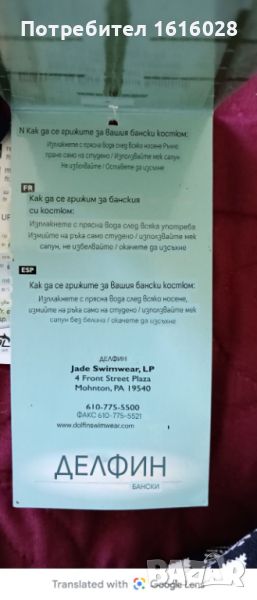 Потребител 1616028
N Как да се грижите за вашия бански костюм:
Изплакнете с прясна вода след всяко носене Ръчно
пране само на студено / Използвайте мек сапун
Не избелвайте / Оставете да изсъхне
FR
Как да се грижим за банския
си костюм:
Изплакнете с прясна вода след всяка употреба
Измийте на ръка само студено / използвайте мек
сапун, не избелвайте / окачете да изсъхне
ESP
Как да се грижите за вашия бански костюм:
Изплакнете с прясна вода след всяко носене,
измийте на ръка само със студена / използвайте мек
сапун без белина / окачете да изсъхне
ДЕЛФИН
Jade Swimwear, LP
4 Front Street Plaza
Mohnton, PA 19540
610-775-5500
ФАКС 610-775-5521
www.dolfinswimwear.com
ДЕЛФИН
БАНСКИ
BAZAR
Translated with Google Lens